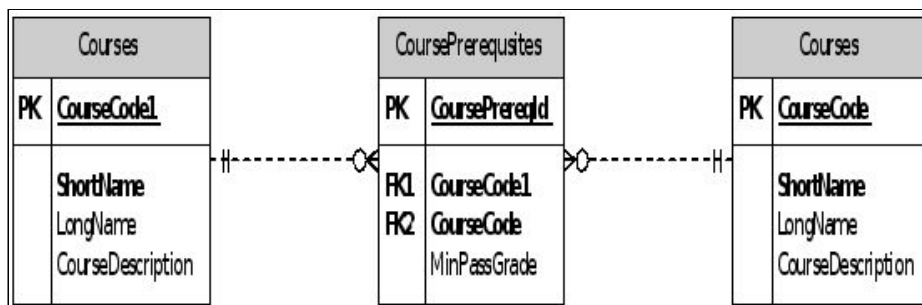 Courses
PK CourseCode1
ShortName
LongName
CourseDescription
CoursePrerequsites
PK CoursePrereqId
FK1 CourseCode1
FK2 CourseCode
MinPassGrade
Courses
PK CourseCode
ShortName
LongName
CourseDescription